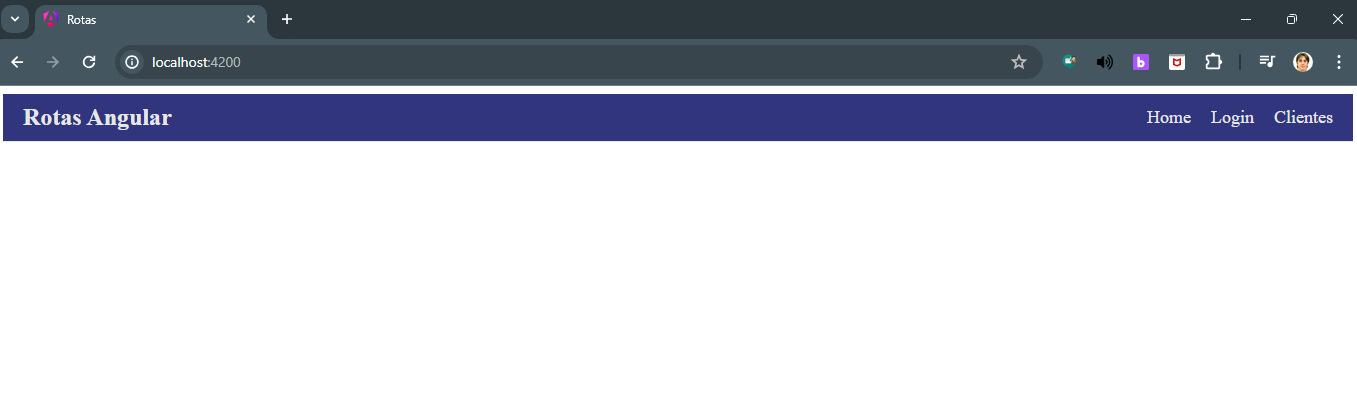 Rotas
localhost:4200
Rotas Angular
Home Login Clientes